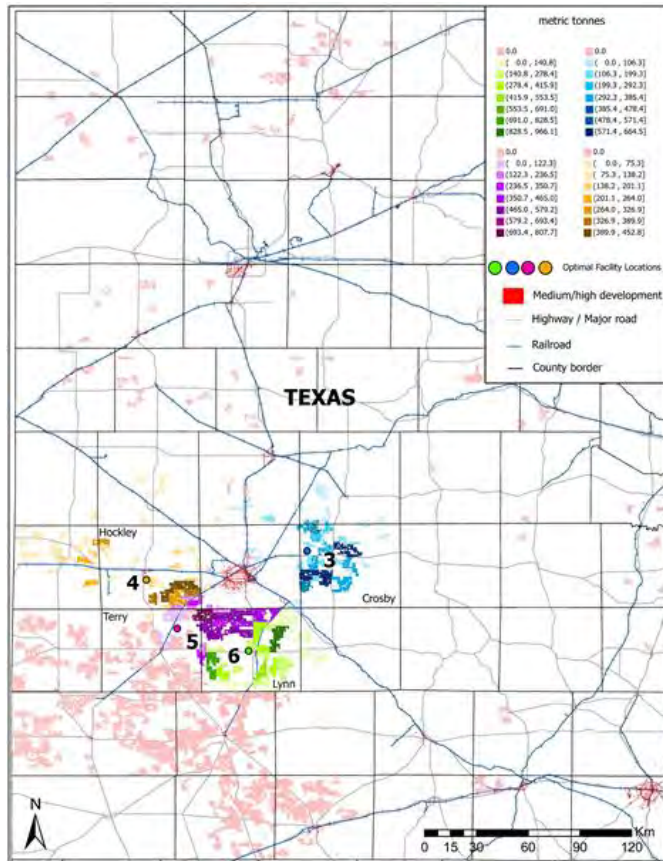 metric tonnes
0.0 0.0
( 0.0 , 140.8] ( 0.0 , 106.3]
(140.8 , 278.4] (106.3 , 199.3]
(278.4 , 415.9] (199.3 , 292.3]
(415.9 , 553.5] (292.3 , 385.4]
(553.5 , 691.0] (385.4 , 478.4]
(691.0 , 828.5] (478.4 , 571.4]
(828.5 , 966.1] (571.4 , 664.5]
0.0 0.0
( 0.0 , 122.3] ( 0.0 , 75.3]
(122.3 , 236.5] ( 75.3 , 138.2]
(236.5 , 350.7] (138.2 , 201.1]
(350.7 , 465.0] (201.1 , 264.0]
(465.0 , 579.2] (264.0 , 326.9]
(579.2 , 693.4] (326.9 , 389.9]
(693.4 , 807.7] (389.9 , 452.8]
Optimal Facility Locations
Medium/high development
Highway / Major road
Railroad
County border
TEXAS
Hockley
3
4
Crosby
Terry
5
6
Lynn
N
Km
0 15 30 60 90 120